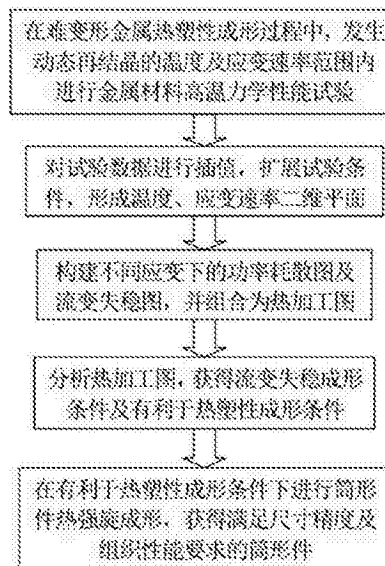 在难变形金属热塑性成形过程中，发生
动态再结晶的温度及应变速率范围内
进行金属材料高温力学性能试验
对试验数据进行插值，扩展试验条
件，形成温度、应变速率二维平面
构建不同应变下的功率耗散图及
流变失稳图，并组合为热加工图
分析热加工图，获得流变失稳成形
条件及有利于热塑性成形条件
在有利于热塑性成形条件下进行筒形
件热强旋成形，获得满足尺寸精度及
组织性能要求的筒形件